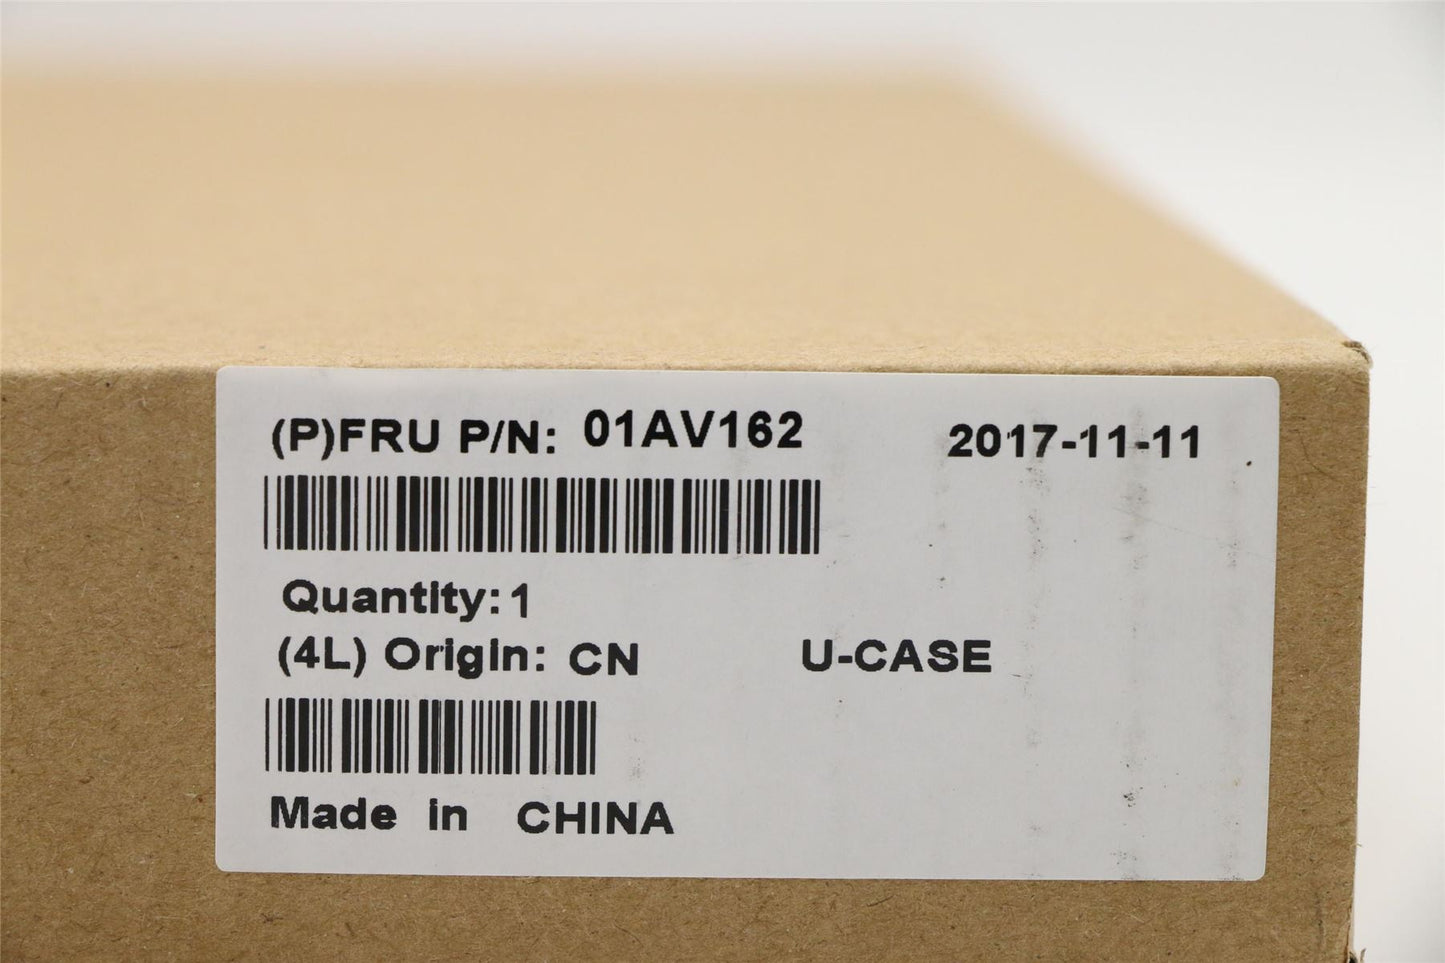 (P)FRU P/N: 01AV162 2017-11-11
Quantity: 1
(4L) Origin: CN U-CASE
Made in CHINA